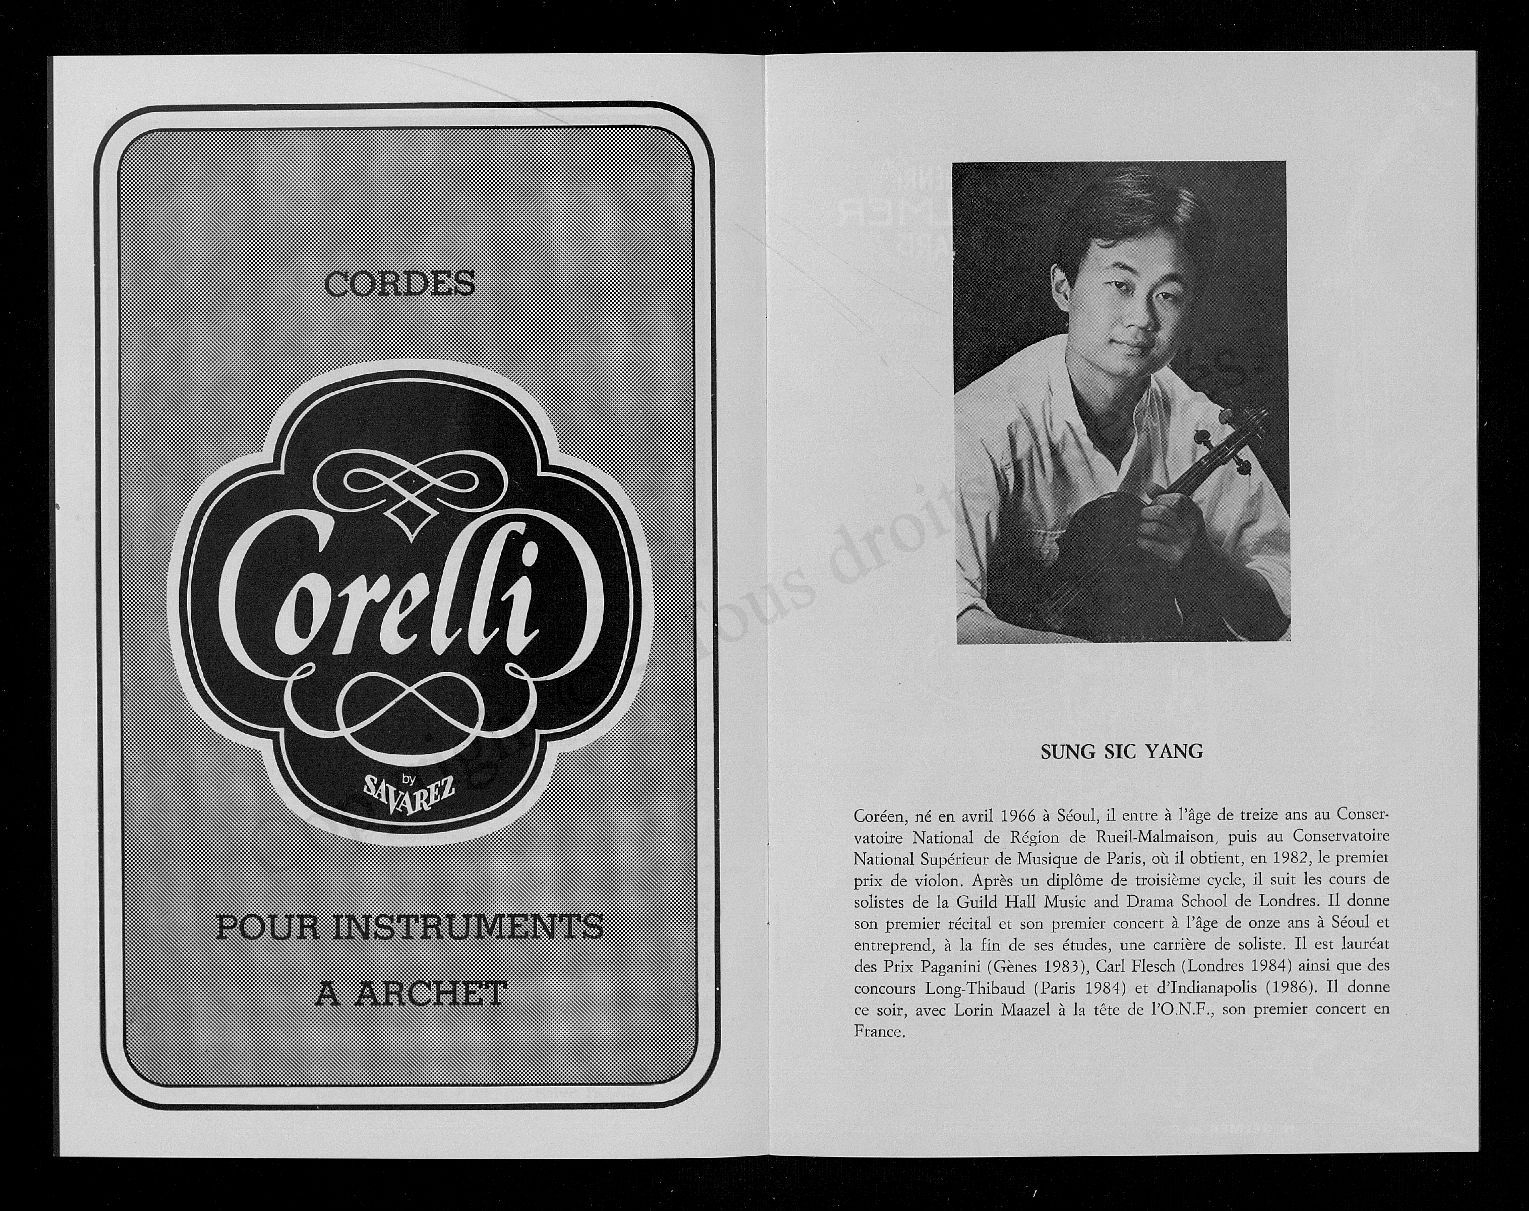 CORDES
Corelli
by
SAVAREZ
POUR INSTRUMENTS
A ARCHET
Tous droits
SUNG SIC YANG
Coréen, né en avril 1966 à Séoul, il entre à l'âge de treize ans au Conser-
vatoire National de Région de Rueil-Malmaison, puis au Conservatoire
National Supérieur de Musique de Paris, où il obtient, en 1982, le premier
prix de violon. Après un diplôme de troisième cycle, il suit les cours de
solistes de la Guild Hall Music and Drama School de Londres. Il donne
son premier récital et son premier concert à l'âge de onze ans à Séoul et
entreprend, à la fin de ses études, une carrière de soliste. Il est lauréat
des Prix Paganini (Gènes 1983), Carl Flesch (Londres 1984) ainsi que des
concours Long-Thibaud (Paris 1984) et d'Indianapolis (1986). Il donne
ce soir, avec Lorin Maazel à la tête de l'O.N.F., son premier concert en
France.